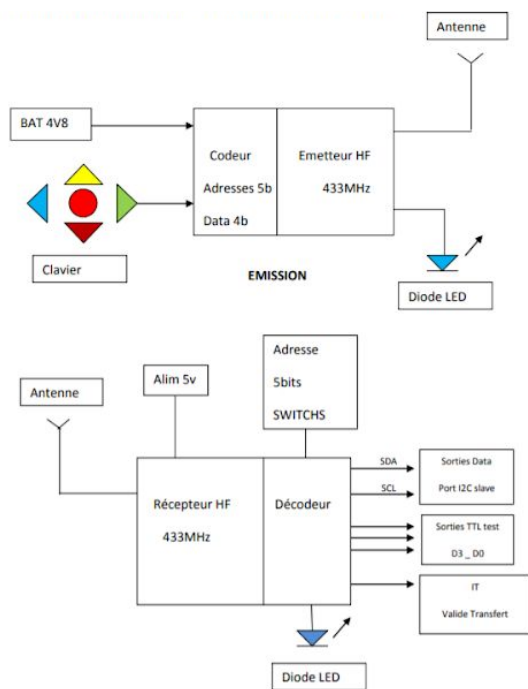 Antenne
BAT 4V8
Codeur
Adresses 5b
Data 4b
Emetteur HF
433MHz
Clavier
EMISSION
Diode LED
Adresse
5bits
SWITCHS
Alim 5v
Antenne
Récepteur HF
433MHz
Décodeur
SDA
SCL
Sorties Data
Port I2C slave
Sorties TTL test
D3 _ D0
IT
Valide Transfert
Diode LED